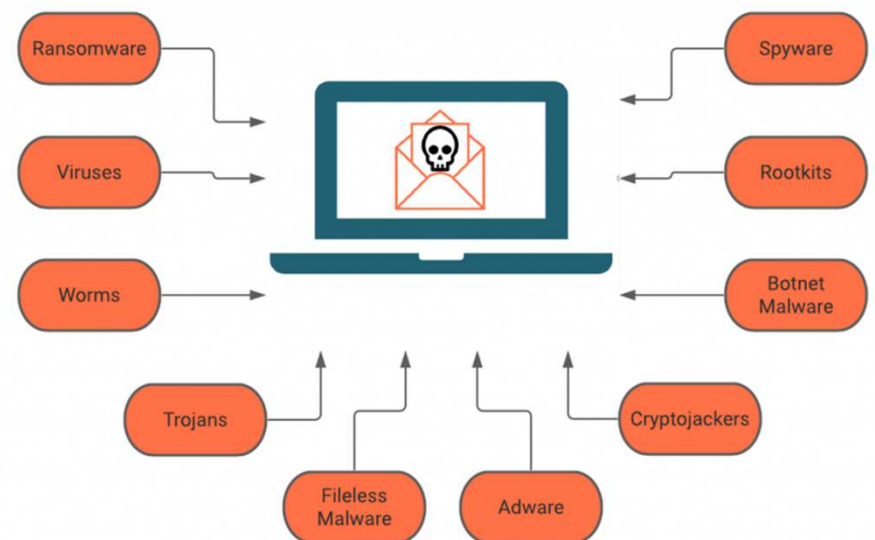 Ransomware
Spyware
Viruses
Rootkits
Worms
Botnet
Malware
Trojans
Cryptojackers
Fileless
Malware
Adware